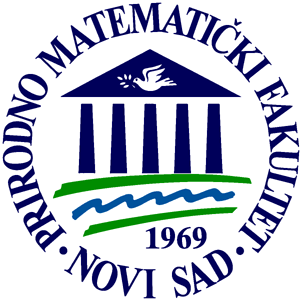 PRIRODNO MATEMATIČKI FAKULTET
1969
• NOVI SAD •